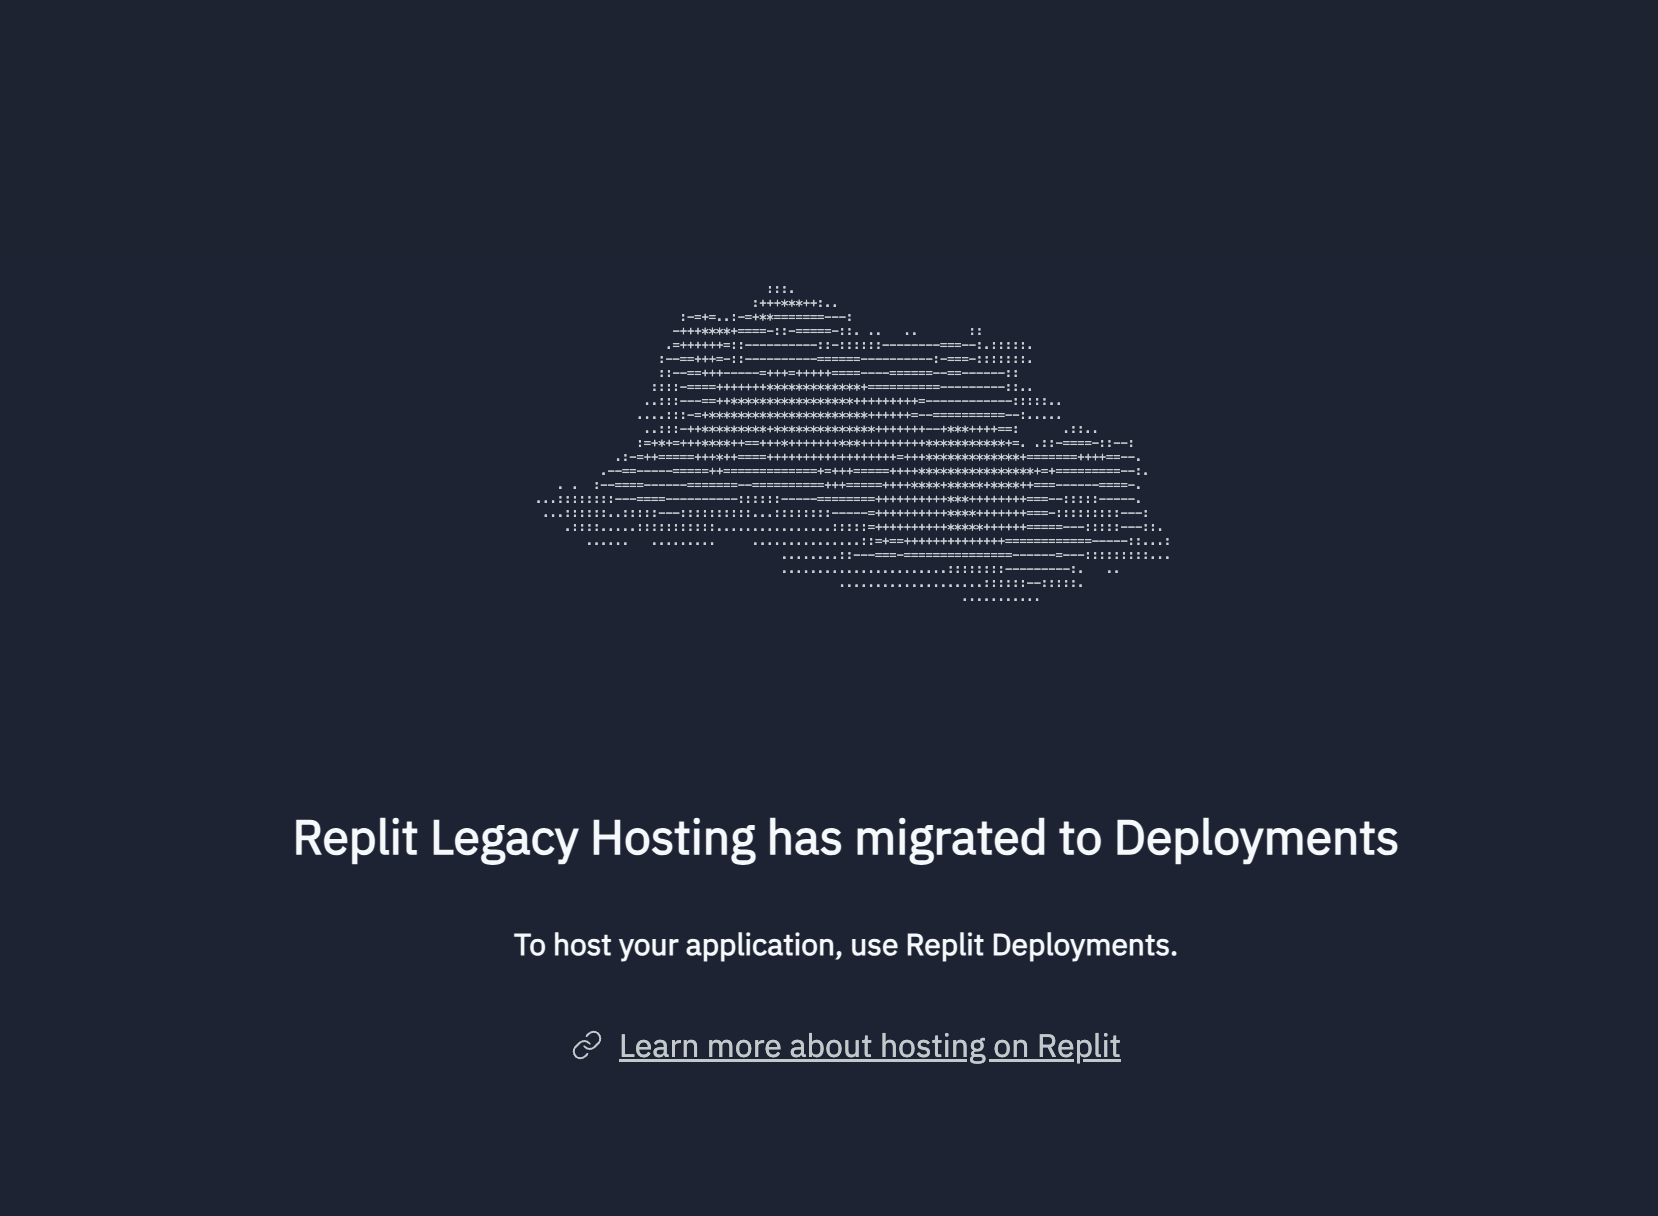 Replit Legacy Hosting has migrated to Deployments
To host your application, use Replit Deployments.
Learn more about hosting on Replit